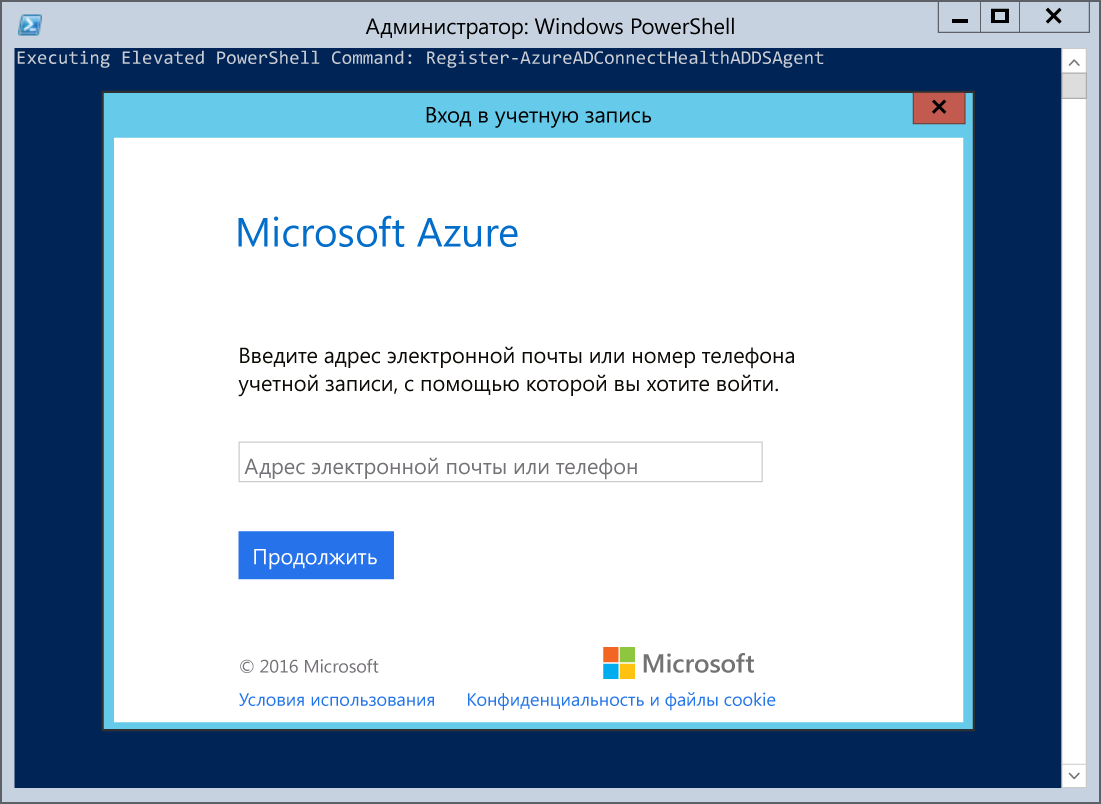 Администратор: Windows PowerShell
Executing Elevated PowerShell Command: Register-AzureADConnectHealthADDSAgent
Вход в учетную запись
Microsoft Azure
Введите адрес электронной почты или номер телефона
учетной записи, с помощью которой вы хотите войти.
Адрес электронной почты или телефон
Продолжить
© 2016 Microsoft
Microsoft
Условия использования
Конфиденциальность и файлы cookie